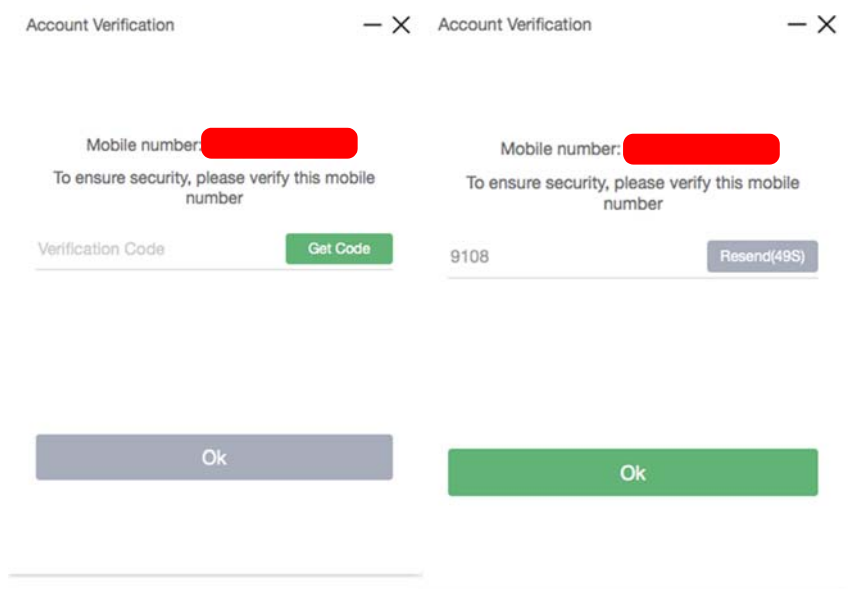 Account Verification
Mobile number:
To ensure security, please verify this mobile
number
Verification Code
Get Code
Ok
Account Verification
Mobile number:
To ensure security, please verify this mobile
number
9108
Resend(49S)
Ok